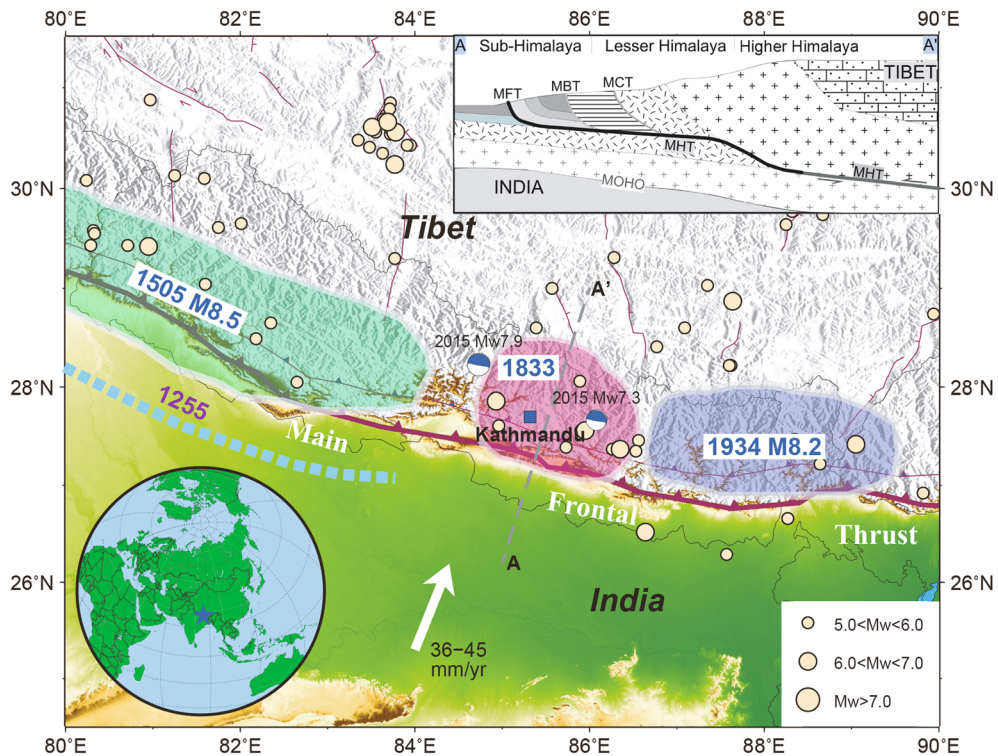 80°E
82°E
84°E
86°E
88°E
90°E
A
Sub-Himalaya
Lesser Himalaya
Higher Himalaya
A'
TIBET
MFT
MBT
MCT
MHT
MHT
MOHO
INDIA
30°N
30°N
Tibet
1505 M8.5
A'
2015 Mw7.9
1833
28°N
28°N
2015 Mw7.3
1255
Kathmandu
1934 M8.2
Main
Frontal
Thrust
A
26°N
26°N
India
36–45
mm/yr
5.0<Mw<6.0
6.0<Mw<7.0
Mw>7.0
80°E
82°E
84°E
86°E
88°E
90°E